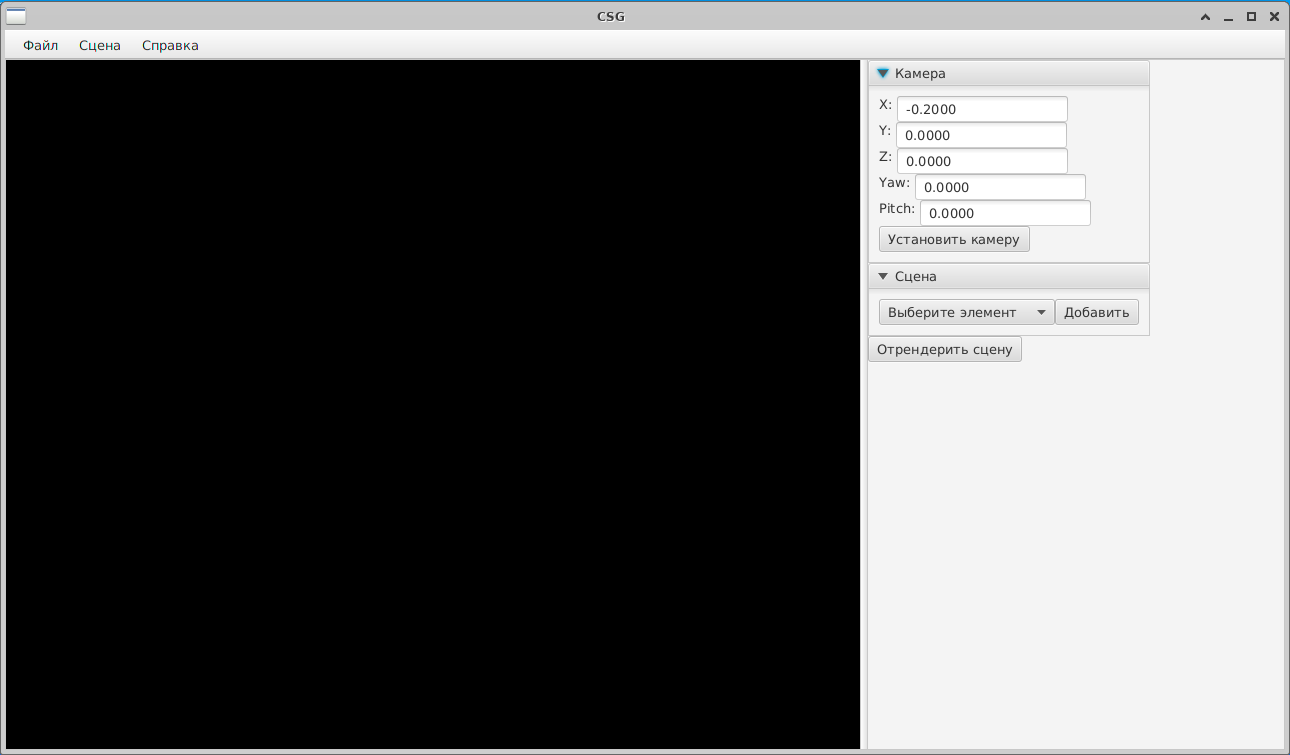 CSG
Файл Сцена Справка
Камера
X: -0.2000
Y: 0.0000
Z: 0.0000
Yaw: 0.0000
Pitch: 0.0000
Установить камеру
Сцена
Выберите элемент Добавить
Отрендерить сцену